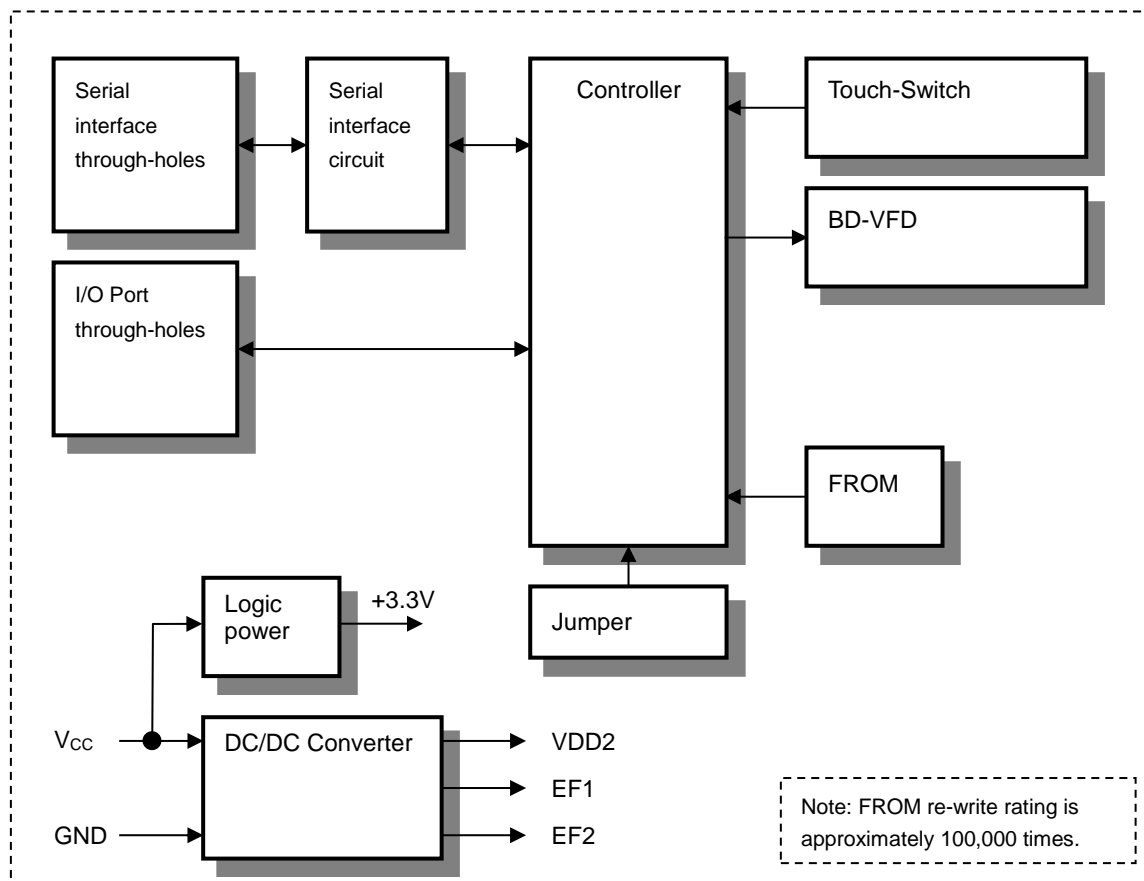 Serial
interface
through-holes
Serial
interface
circuit
Controller
Touch-Switch
BD-VFD
I/O Port
through-holes
FROM
Logic
power
+3.3V
Jumper
VCC
DC/DC Converter
VDD2
EF1
GND
EF2
Note: FROM re-write rating is
approximately 100,000 times.